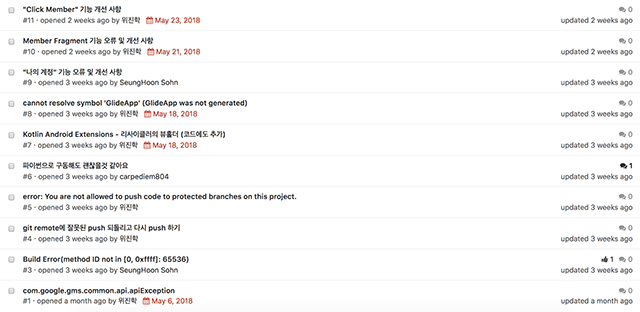 "Click Member" 기능 개선 사항
0
#11 · opened 2 weeks ago by 위진학 May 23, 2018
updated 2 weeks ago
Member Fragment 기능 오류 및 개선 사항
0
#10 · opened 2 weeks ago by 위진학 May 21, 2018
updated 2 weeks ago
"나의 계정" 기능 오류 및 개선 사항
0
#9 · opened 3 weeks ago by SeungHoon Sohn
updated 3 weeks ago
cannot resolve symbol 'GlideApp' (GlideApp was not generated)
0
#8 · opened 3 weeks ago by 위진학 May 18, 2018
updated 3 weeks ago
Kotlin Android Extensions - 리사이클러의 뷰홀더 (코드에도 추가)
0
#7 · opened 3 weeks ago by 위진학 May 18, 2018
updated 3 weeks ago
파이썬으로 구동해도 괜찮을것 같아요
1
#6 · opened 3 weeks ago by carpediem804
updated 3 weeks ago
error: You are not allowed to push code to protected branches on this project.
0
#5 · opened 3 weeks ago by 위진학
updated 3 weeks ago
git remote에 잘못된 push 되돌리고 다시 push 하기
0
#4 · opened 3 weeks ago by 위진학
updated 3 weeks ago
Build Error(method ID not in [0, 0xffff]: 65536)
1 0
#3 · opened 3 weeks ago by SeungHoon Sohn
updated 3 weeks ago
com.google.gms.common.api.apiException
0
#1 · opened a month ago by 위진학 May 6, 2018
updated a month ago